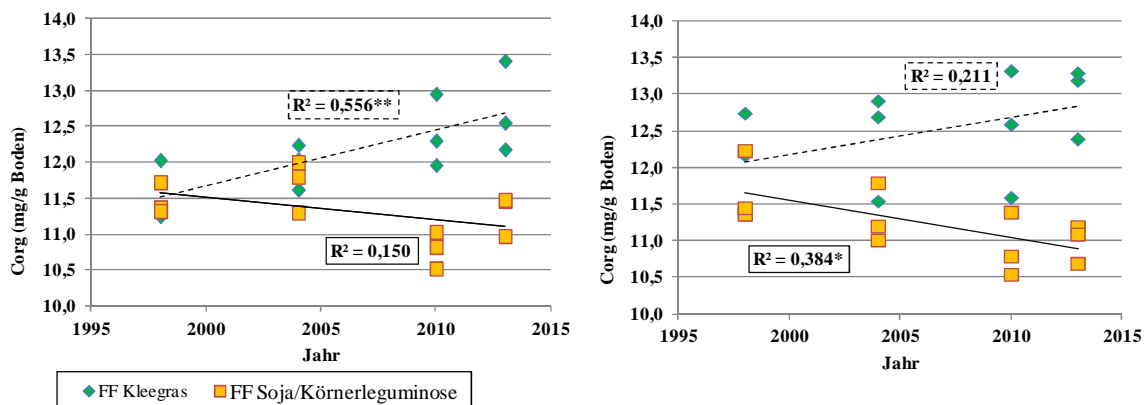 14,0
13,5
13,0
12,5
12,0
11,5
11,0
10,5
10,0
Corg (mg/g Boden)
R² = 0,556**
R² = 0,150
1995
2000
2005
2010
2015
Jahr
FF Kleegras
FF Soja/Körnerleguminose
14,0
13,5
13,0
12,5
12,0
11,5
11,0
10,5
10,0
Corg (mg/g Boden)
R² = 0,211
R² = 0,384*
1995
2000
2005
2010
2015
Jahr